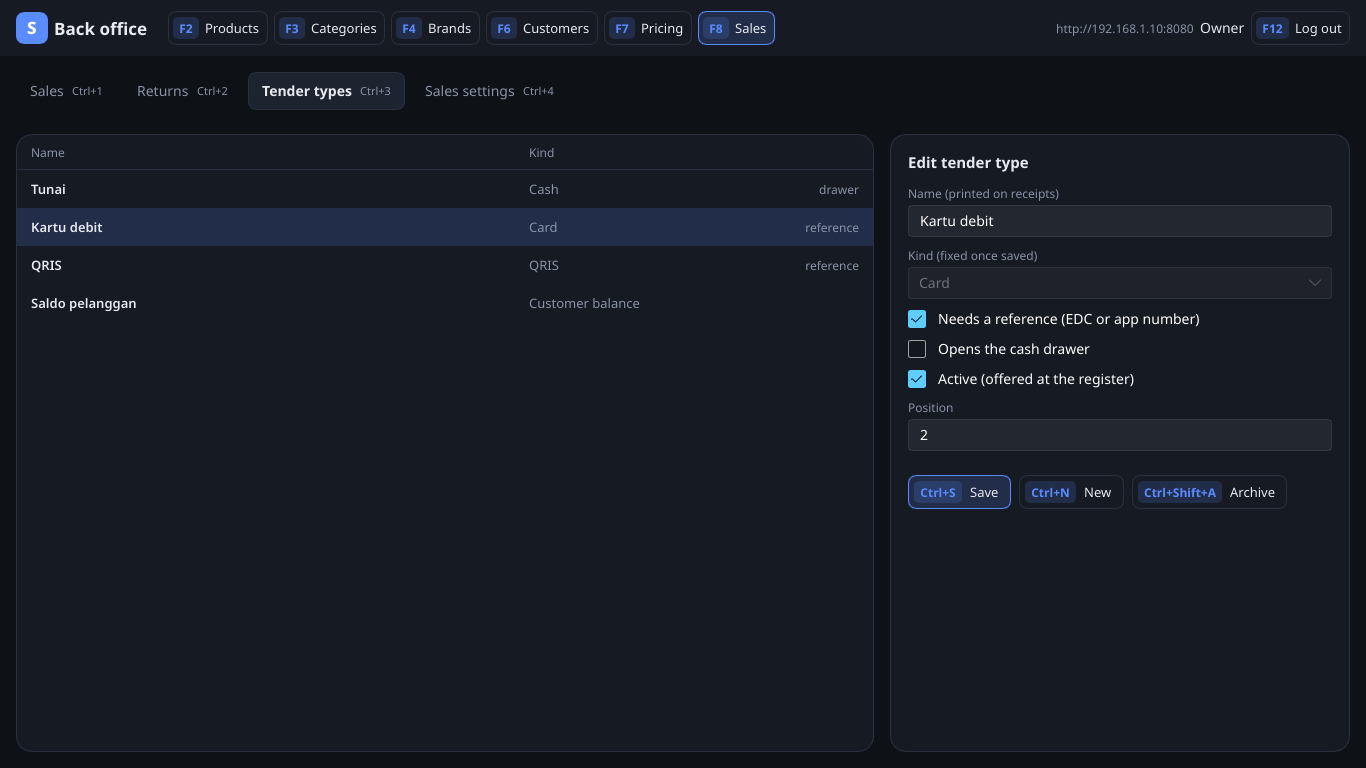 S Back office F2 Products F3 Categories F4 Brands F6 Customers F7 Pricing F8 Sales http://192.168.1.10:8080 Owner F12 Log out
Sales Ctrl+1 Returns Ctrl+2 Tender types Ctrl+3 Sales settings Ctrl+4
Name Kind
Tunai Cash drawer
Kartu debit Card reference
QRIS QRIS reference
Saldo pelanggan Customer balance
Edit tender type
Name (printed on receipts)
Kartu debit
Kind (fixed once saved)
Card
Needs a reference (EDC or app number)
Opens the cash drawer
Active (offered at the register)
Position
2
Ctrl+S Save Ctrl+N New Ctrl+Shift+A Archive